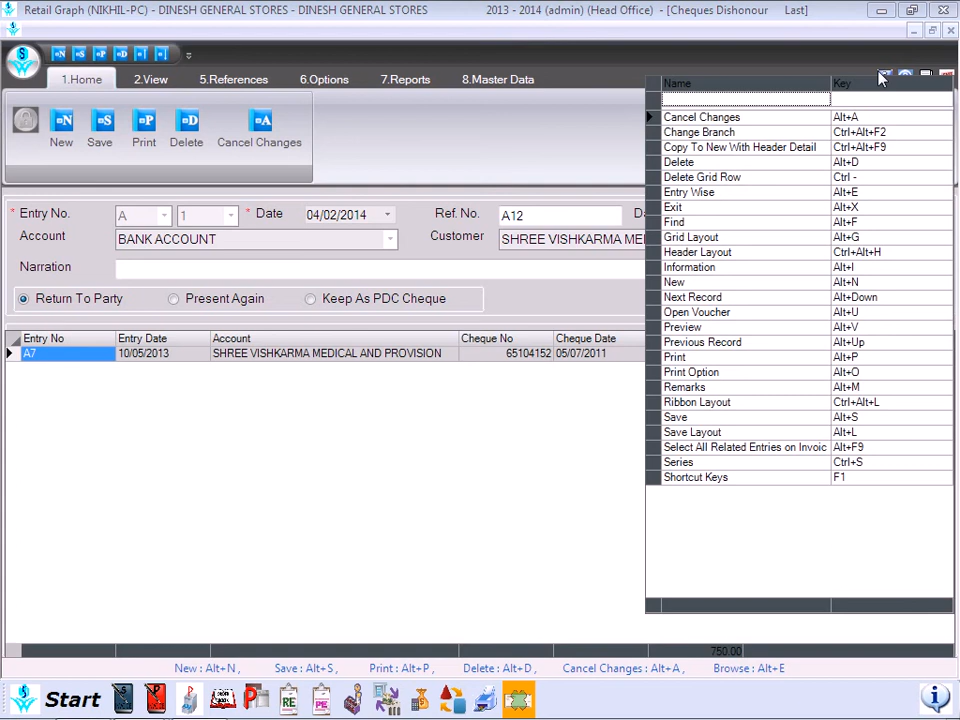 Retail Graph (NIKHIL-PC) - DINESH GENERAL STORES - DINESH GENERAL STORES 2013 - 2014 (admin) (Head Office) - [Cheques Dishonour Last]
N S P D
1.Home 2.View 5.References 6.Options 7.Reports 8.Master Data
N S P D A
New Save Print Delete Cancel Changes
* Entry No. A 1 * Date 04/02/2014 Ref. No. A12
Account BANK ACCOUNT Customer SHREE VISHKARMA
Narration
Return To Party Present Again Keep As PDC Cheque
Entry No Entry Date Account Cheque No Cheque Date
A7 10/05/2013 SHREE VISHKARMA MEDICAL AND PROVISION 65104152 05/07/2011
Name Key
Cancel Changes Alt+A
Change Branch Ctrl+Alt+F2
Copy To New With Header Detail Ctrl+Alt+F9
Delete Alt+D
Delete Grid Row Ctrl -
Entry Wise Alt+E
Exit Alt+X
Find Alt+F
Grid Layout Alt+G
Header Layout Ctrl+Alt+H
Information Alt+I
New Alt+N
Next Record Alt+Down
Open Voucher Alt+U
Preview Alt+V
Previous Record Alt+Up
Print Alt+P
Print Option Alt+O
Remarks Alt+M
Ribbon Layout Ctrl+Alt+L
Save Alt+S
Save Layout Alt+L
Select All Related Entries on Invoic Alt+F9
Series Ctrl+S
Shortcut Keys F1
750.00
New : Alt+N , Save : Alt+S , Print : Alt+P , Delete : Alt+D , Cancel Changes : Alt+A , Browse : Alt+E
Start